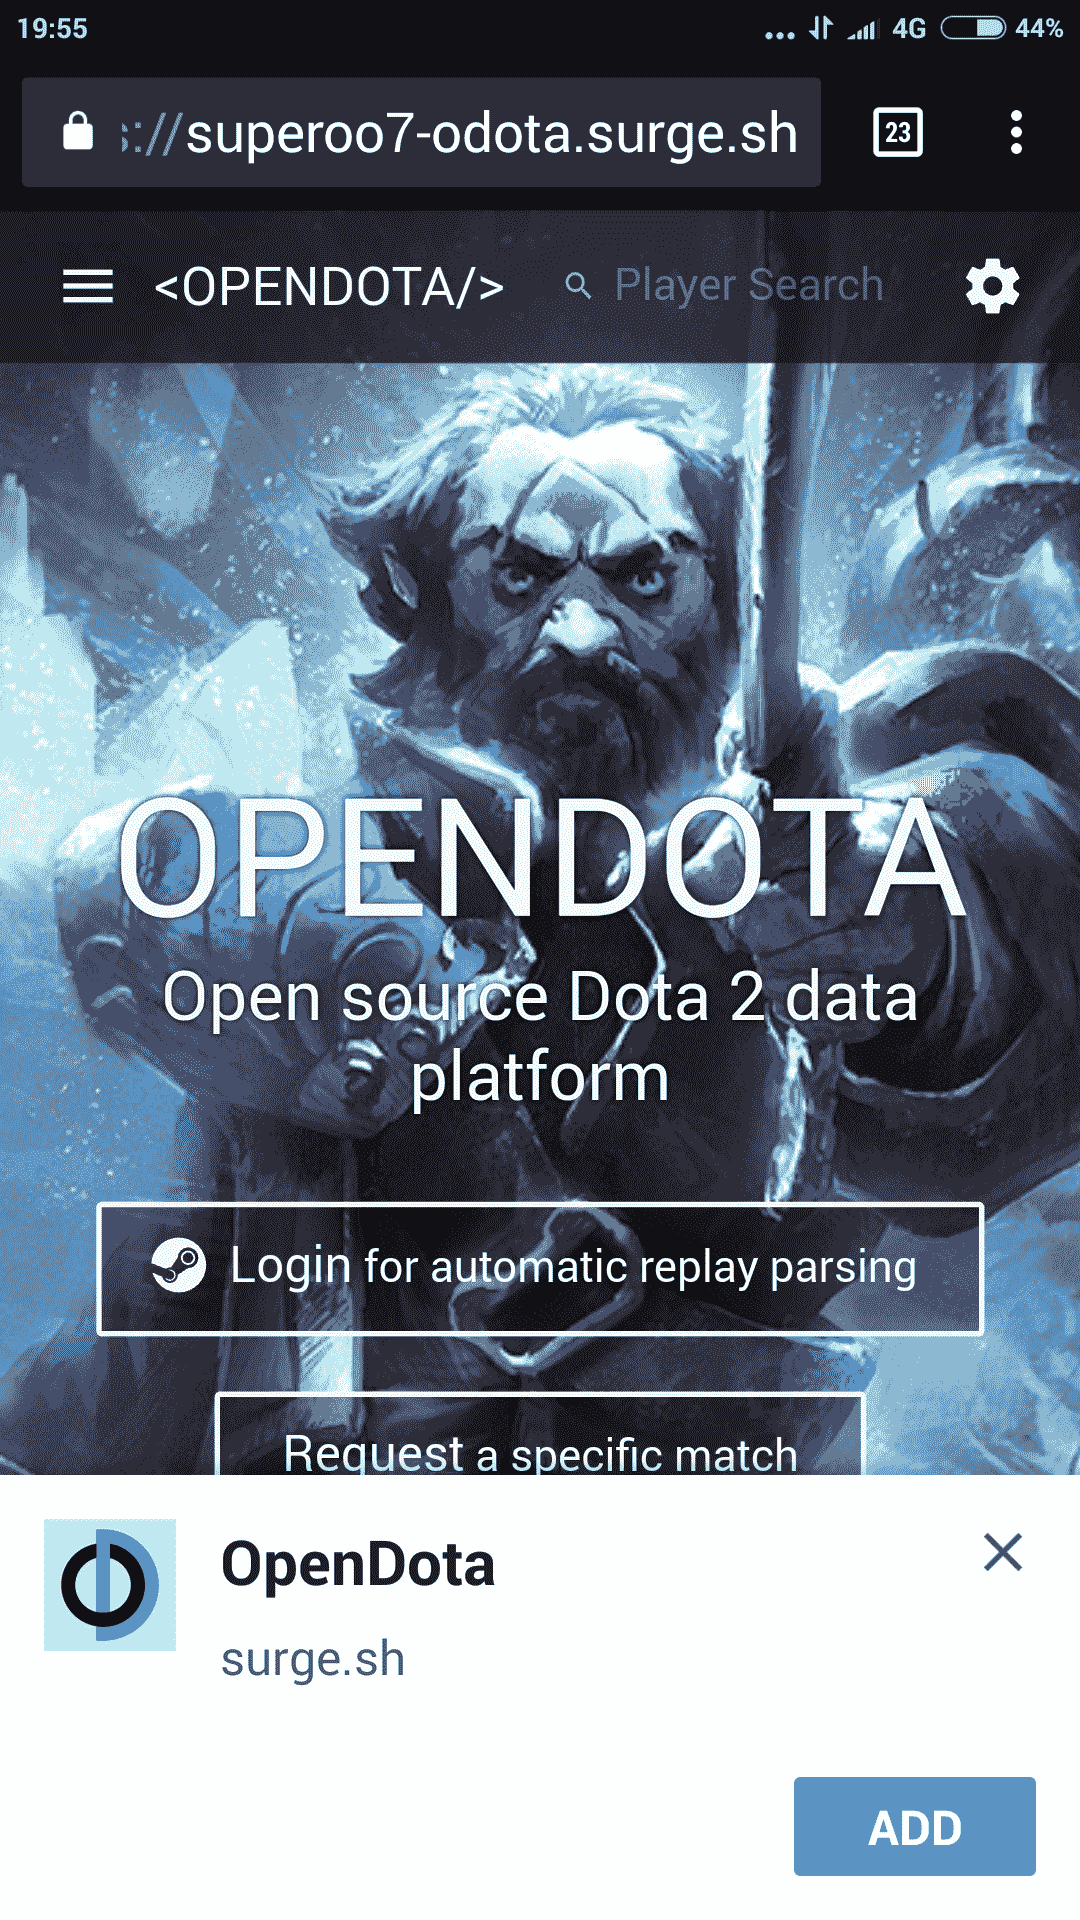 19:55 ... 4G 44%
s://superoo7-odota.surge.sh 23
<OPENDOTA/> Player Search
OPENDOTA
Open source Dota 2 data
platform
Login for automatic replay parsing
Request a specific match
OpenDota
surge.sh
ADD